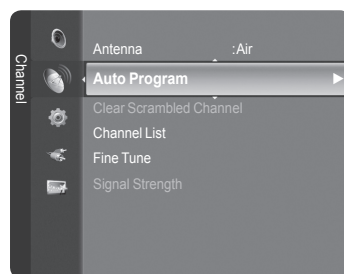 Channel
Antenna :Air
Auto Program
Clear Scrambled Channel
Channel List
Fine Tune
Signal Strength